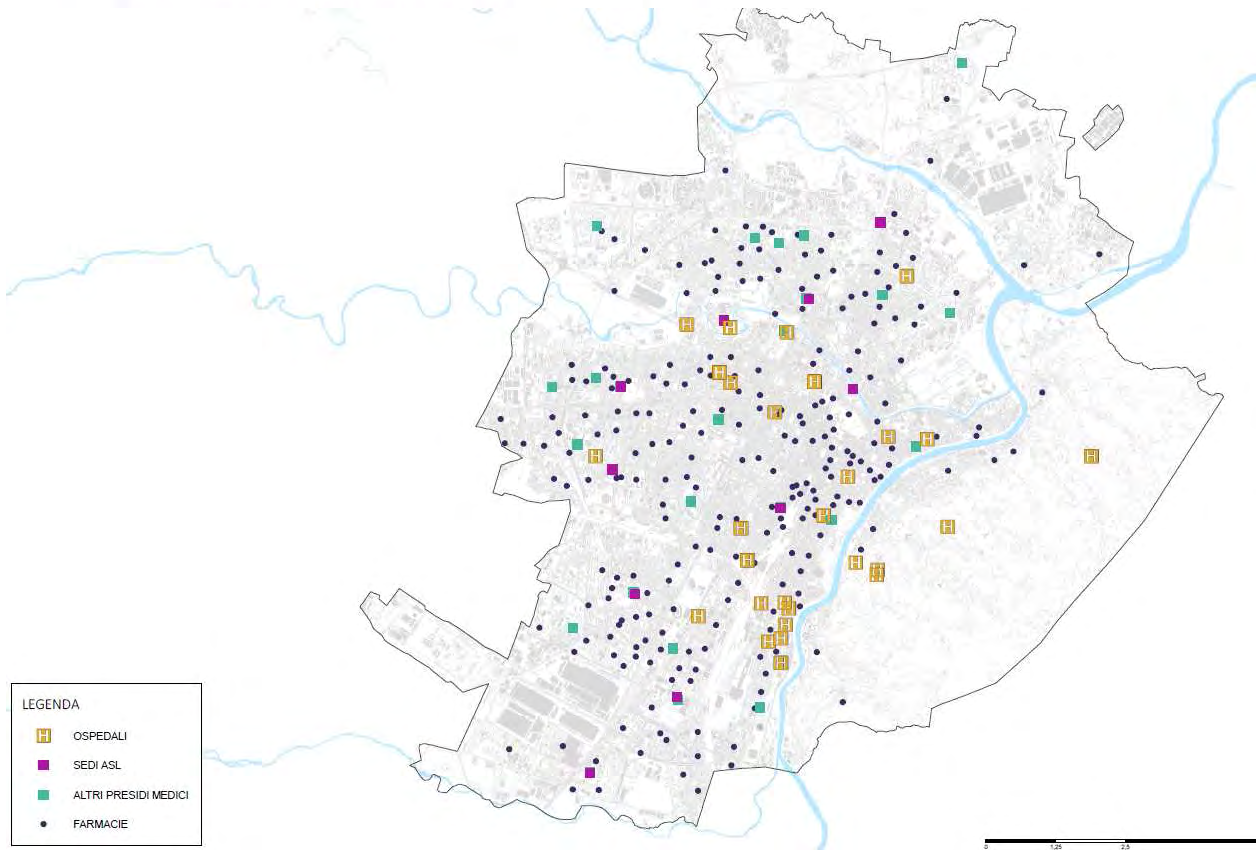 LEGENDA
H OSPEDALI
SEDI ASL
ALTRI PRESIDI MEDICI
FARMACIE
0 1,25 2,5